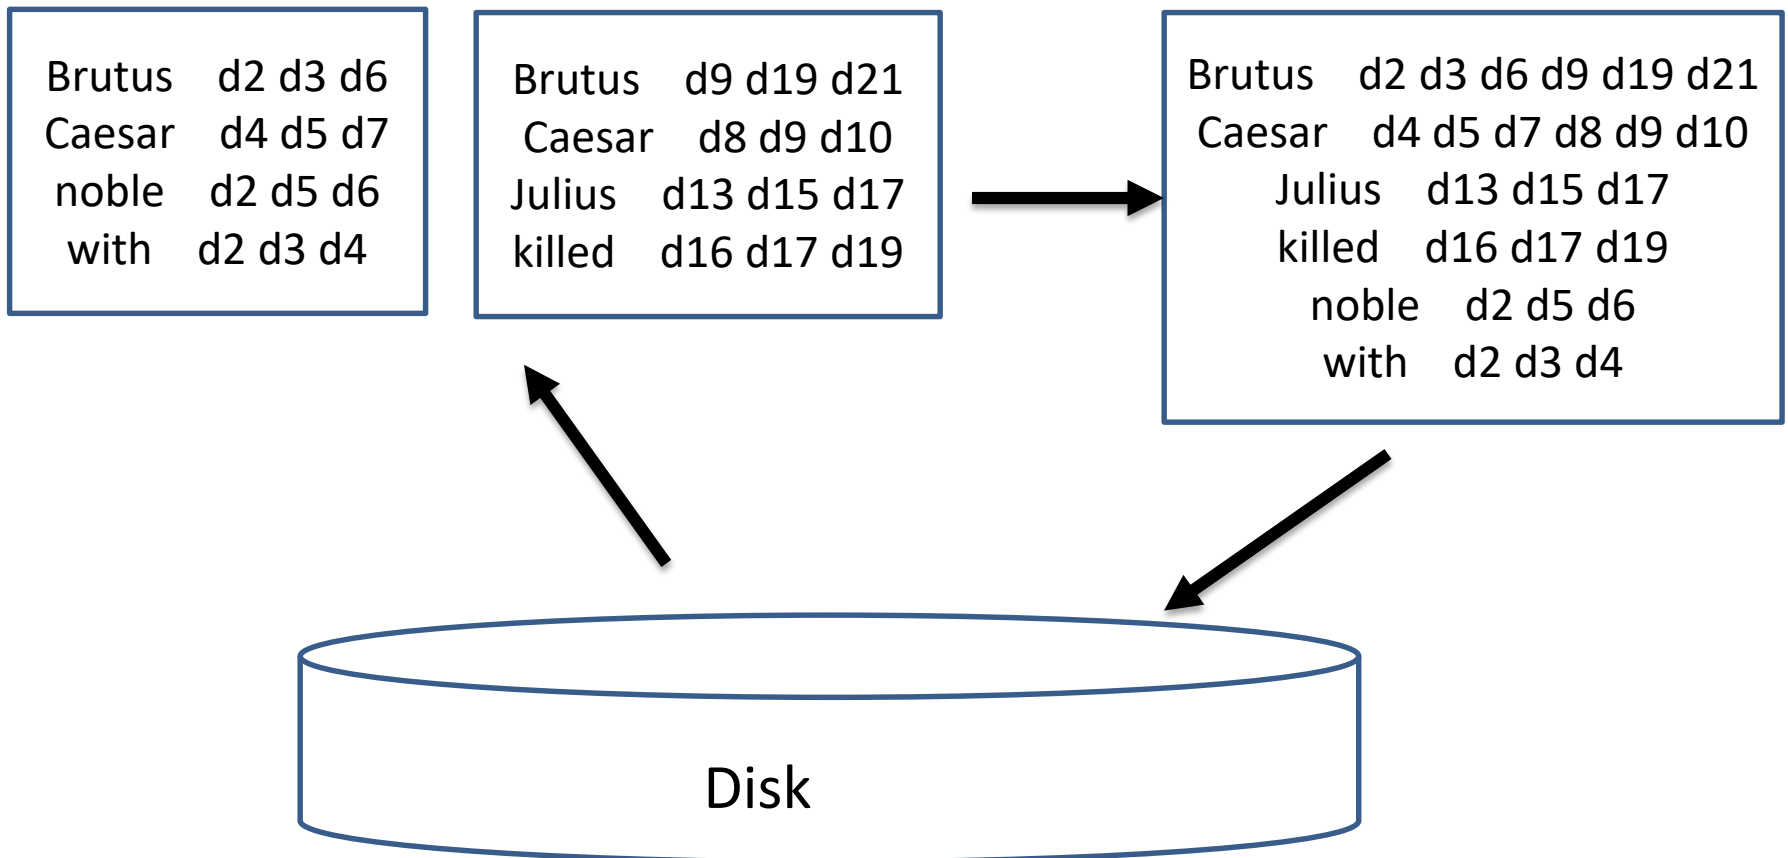 Brutus d2 d3 d6
Caesar d4 d5 d7
noble d2 d5 d6
with d2 d3 d4
Brutus d9 d19 d21
Caesar d8 d9 d10
Julius d13 d15 d17
killed d16 d17 d19
Brutus d2 d3 d6 d9 d19 d21
Caesar d4 d5 d7 d8 d9 d10
Julius d13 d15 d17
killed d16 d17 d19
noble d2 d5 d6
with d2 d3 d4
Disk